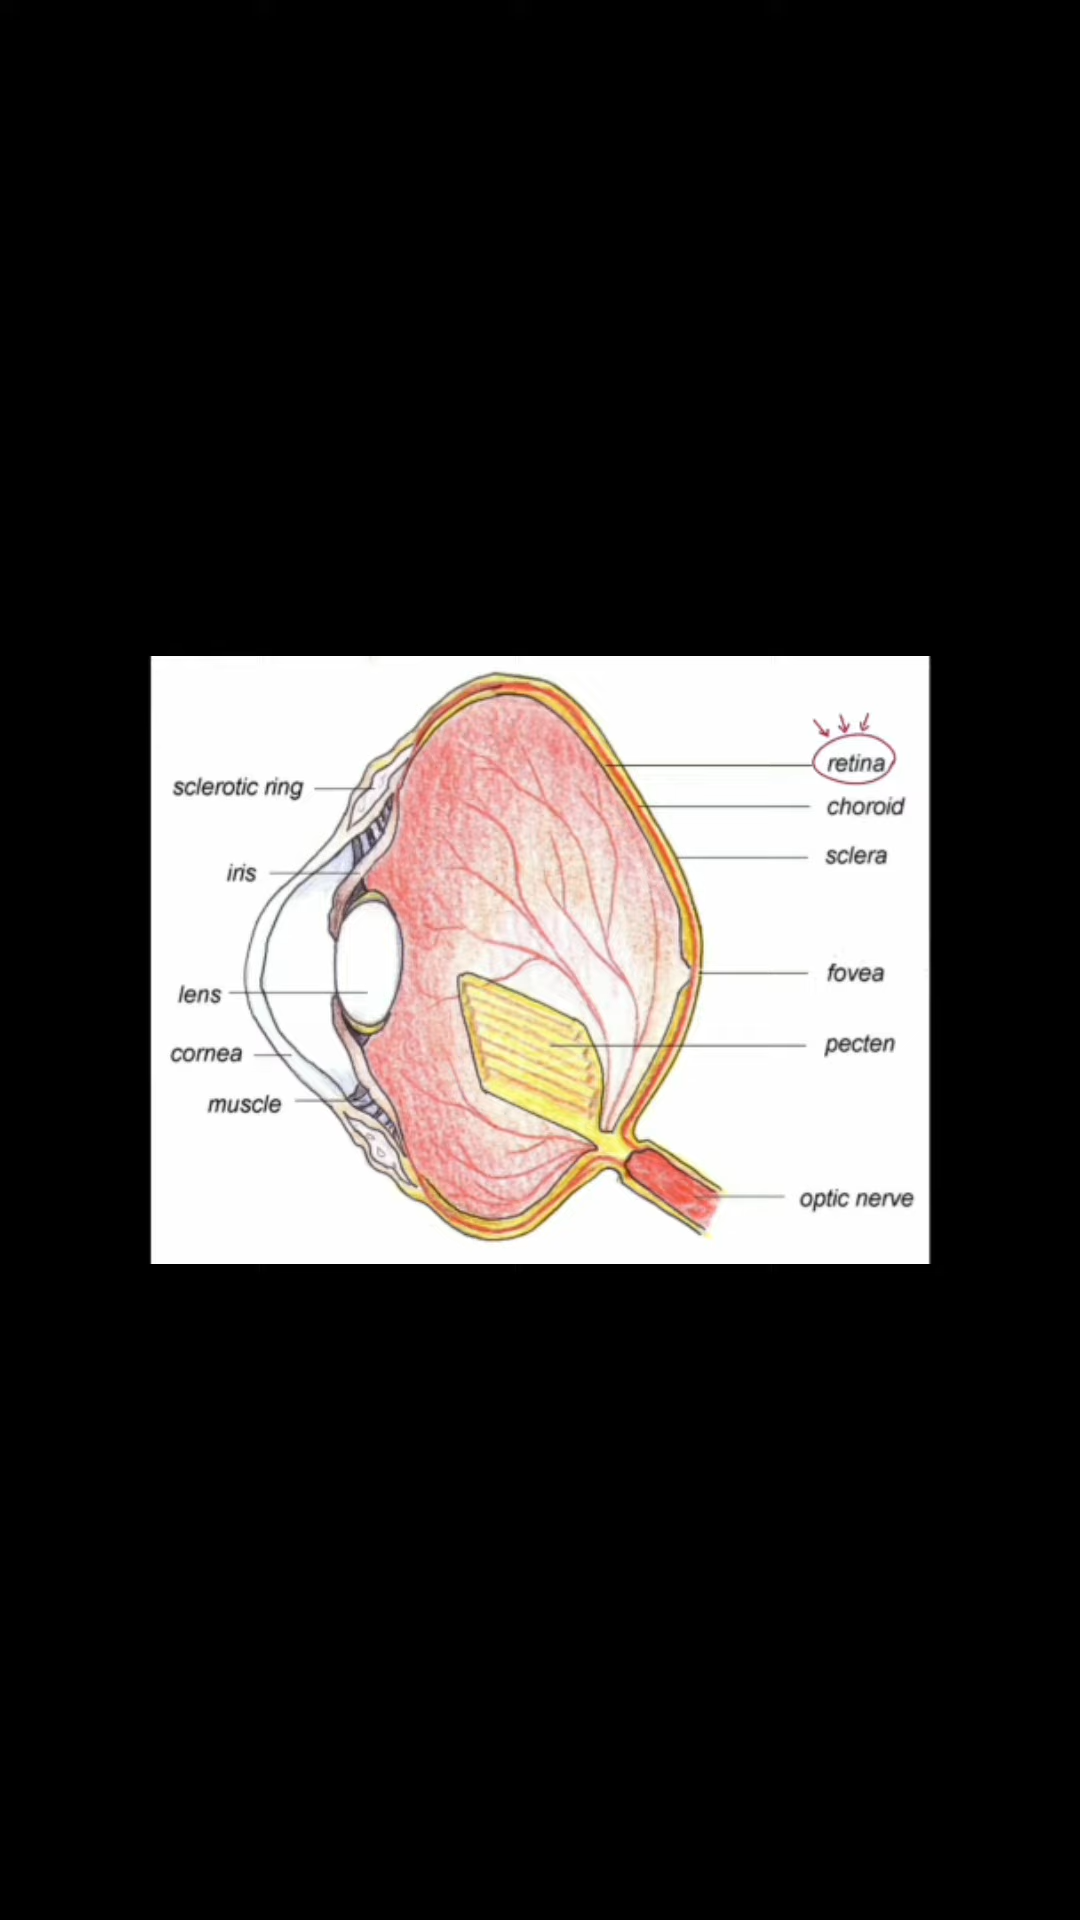 sclerotic ring
iris
lens
cornea
muscle
retina
choroid
sclera
fovea
pecten
optic nerve